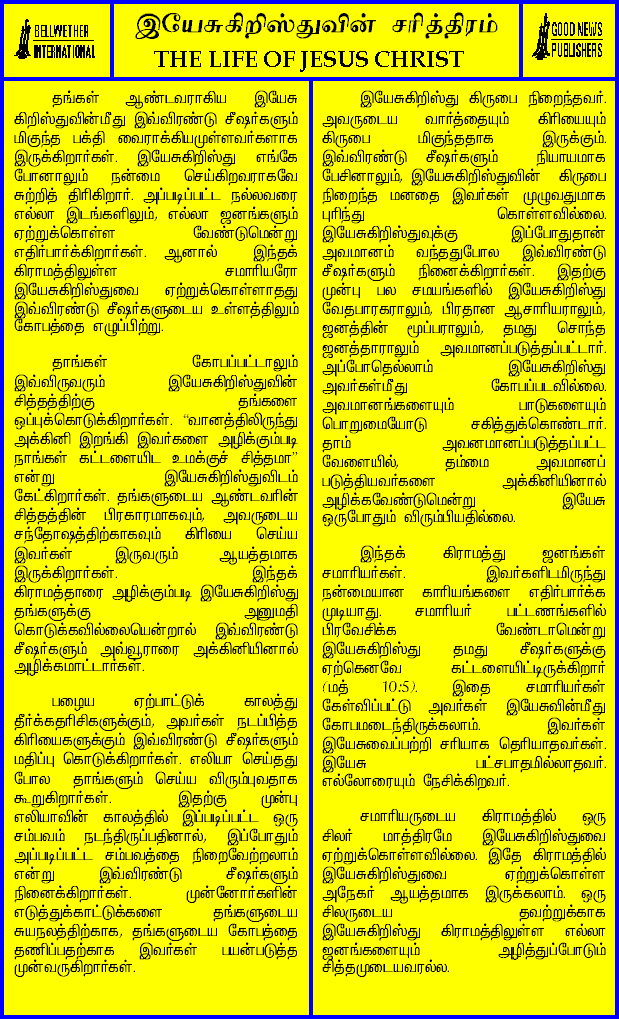 BELLWETHER
INTERNATIONAL
இயேசுகிறிஸ்துவின் சரித்திரம்
THE LIFE OF JESUS CHRIST
GOOD NEWS
PUBLISHERS
தங்கள் ஆண்டவராகிய இயேசு
கிறிஸ்துவின்மீது இவ்விரண்டு சீஷர்களும்
மிகுந்த பக்தி வைராக்கியமுள்ளவர்களாக
இருக்கிறார்கள். இயேசுகிறிஸ்து எங்கே
போனாலும் நன்மை செய்கிறவராகவே
சுற்றித் திரிகிறார். அப்படிப்பட்ட நல்லவரை
எல்லா இடங்களிலும், எல்லா ஜனங்களும்
ஏற்றுக்கொள்ள வேண்டுமென்று
எதிர்பார்க்கிறார்கள். ஆனால் இந்தக்
கிராமத்திலுள்ள சமாரியரோ
இயேசுகிறிஸ்துவை ஏற்றுக்கொள்ளாதது
இவ்விரண்டு சீஷர்களுடைய உள்ளத்திலும்
கோபத்தை எழுப்பிற்று.
தாங்கள் கோபப்பட்டாலும்
இவ்விருவரும் இயேசுகிறிஸ்துவின்
சித்தத்திற்கு தங்களை
ஒப்புக்கொடுக்கிறார்கள். “வானத்திலிருந்து
அக்கினி இறங்கி இவர்களை அழிக்கும்படி
நாங்கள் கட்டளையிட உமக்குச் சித்தமா”
என்று இயேசுகிறிஸ்துவிடம்
கேட்கிறார்கள். தங்களுடைய ஆண்டவரின்
சித்தத்தின் பிரகாரமாகவும், அவருடைய
சந்தோஷத்திற்காகவும் கிரியை செய்ய
இவர்கள் இருவரும் ஆயத்தமாக
இருக்கிறார்கள். இந்தக்
கிராமத்தாரை அழிக்கும்படி இயேசுகிறிஸ்து
தங்களுக்கு அனுமதி
கொடுக்கவில்லையென்றால் இவ்விரண்டு
சீஷர்களும் அவ்வூராரை அக்கினியினால்
அழிக்கமாட்டார்கள்.
பழைய ஏற்பாட்டுக் காலத்து
தீர்க்கதரிசிகளுக்கும், அவர்கள் நடப்பித்த
கிரியைகளுக்கும் இவ்விரண்டு சீஷர்களும்
மதிப்பு கொடுக்கிறார்கள். எலியா செய்தது
போல தாங்களும் செய்ய விரும்புவதாக
கூறுகிறார்கள். இதற்கு முன்பு
எலியாவின் காலத்தில் இப்படிப்பட்ட ஒரு
சம்பவம் நடந்திருப்பதினால், இப்போதும்
அப்படிப்பட்ட சம்பவத்தை நிறைவேற்றலாம்
என்று இவ்விரண்டு சீஷர்களும்
நினைக்கிறார்கள். முன்னோர்களின்
எடுத்துக்காட்டுக்களை தங்களுடைய
சுயநலத்திற்காக, தங்களுடைய கோபத்தை
தணிப்பதற்காக இவர்கள் பயன்படுத்த
முன்வருகிறார்கள்.
இயேசுகிறிஸ்து கிருபை நிறைந்தவர்.
அவருடைய வார்த்தையும் கிரியையும்
கிருபை மிகுந்ததாக இருக்கும்.
இவ்விரண்டு சீஷர்களும் நியாயமாக
பேசினாலும், இயேசுகிறிஸ்துவின் கிருபை
நிறைந்த மனதை இவர்கள் முழுவதுமாக
புரிந்து கொள்ளவில்லை.
இயேசுகிறிஸ்துவுக்கு இப்போதுதான்
அவமானம் வந்ததுபோல இவ்விரண்டு
சீஷர்களும் நினைக்கிறார்கள். இதற்கு
முன்பு பல சமயங்களில் இயேசுகிறிஸ்து
வேதபாரகராலும், பிரதான ஆசாரியராலும்,
ஜனத்தின் மூப்பராலும், தமது சொந்த
ஜனத்தாராலும் அவமானப்படுத்தப்பட்டார்.
அப்போதெல்லாம் இயேசுகிறிஸ்து
அவர்கள்மீது கோபப்படவில்லை.
அவமானங்களையும் பாடுகளையும்
பொறுமையோடு சகித்துக்கொண்டார்.
தாம் அவனமானப்படுத்தப்பட்ட
வேளையில், தம்மை அவமானப்
படுத்தியவர்களை அக்கினியினால்
அழிக்கவேண்டுமென்று இயேசு
ஒருபோதும் விரும்பியதில்லை.
இந்தக் கிராமத்து ஜனங்கள்
சமாரியர்கள். இவர்களிடமிருந்து
நன்மையான காரியங்களை எதிர்பார்க்க
முடியாது. சமாரியர் பட்டணங்களில்
பிரவேசிக்க வேண்டாமென்று
இயேசுகிறிஸ்து தமது சீஷர்களுக்கு
ஏற்கெனவே கட்டளையிட்டிருக்கிறார்
(மத் 10:5). இதை சமாரியர்கள்
கேள்விப்பட்டு அவர்கள் இயேசுவின்மீது
கோபமடைந்திருக்கலாம். இவர்கள்
இயேசுவைப்பற்றி சரியாக தெரியாதவர்கள்.
இயேசு பட்சபாதமில்லாதவர்.
எல்லோரையும் நேசிக்கிறவர்.
சமாரியருடைய கிராமத்தில் ஒரு
சிலர் மாத்திரமே இயேசுகிறிஸ்துவை
ஏற்றுக்கொள்ளவில்லை. இதே கிராமத்தில்
இயேசுகிறிஸ்துவை ஏற்றுக்கொள்ள
அநேகர் ஆயத்தமாக இருக்கலாம். ஒரு
சிலருடைய தவற்றுக்காக
இயேசுகிறிஸ்து கிராமத்திலுள்ள எல்லா
ஜனங்களையும் அழித்துப்போடும்
சித்தமுடையவரல்ல.